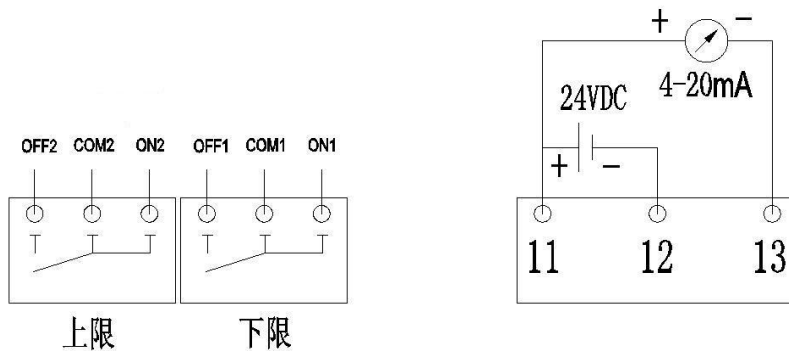 OFF2 COM2 ON2 OFF1 COM1 ON1
上限 下限
+ -
4-20mA
24VDC
+ -
11 12 13